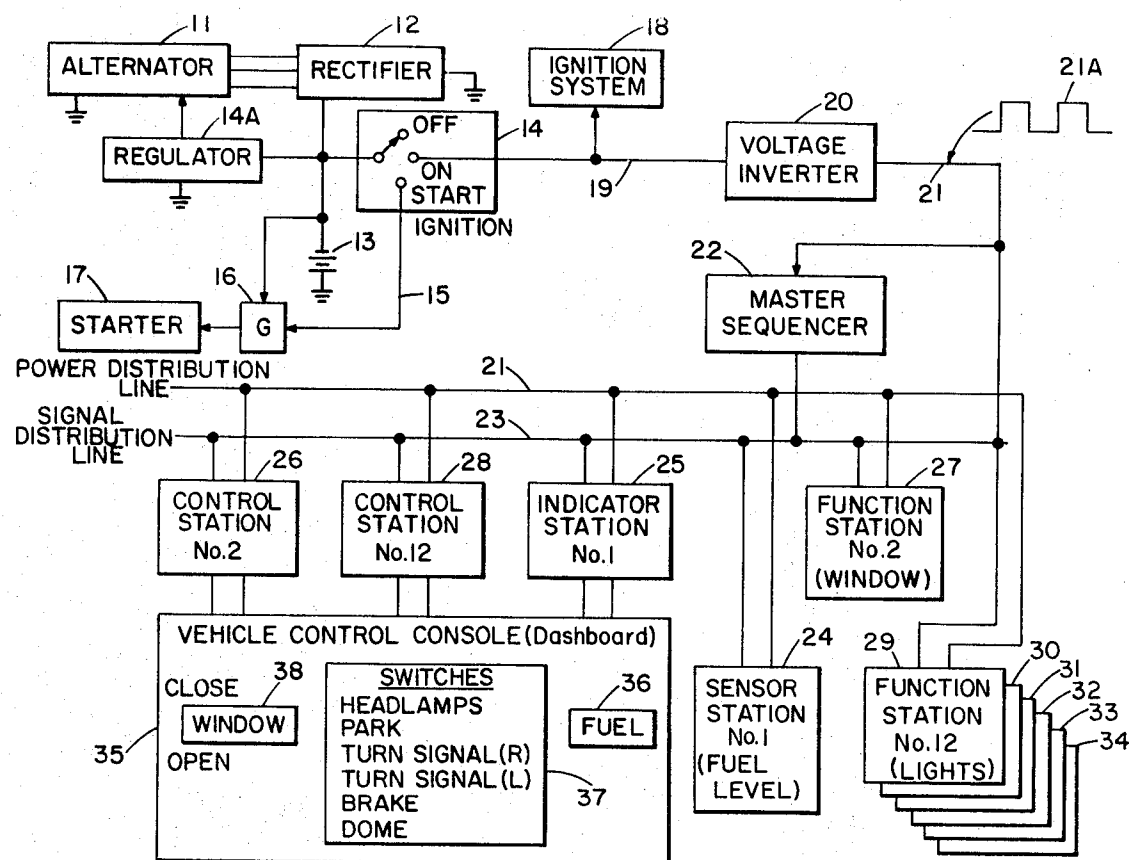 11
12
18
21A
ALTERNATOR
RECTIFIER
IGNITION
SYSTEM
14A
OFF
14
20
REGULATOR
VOLTAGE
INVERTER
ON
START
19
21
IGNITION
13
22
17
16
15
MASTER
SEQUENCER
STARTER
G
POWER DISTRIBUTION
LINE
21
SIGNAL
DISTRIBUTION
LINE
23
26
28
25
27
CONTROL
STATION
No.2
CONTROL
STATION
No.12
INDICATOR
STATION
No.1
FUNCTION
STATION
No.2
(WINDOW)
VEHICLE CONTROL CONSOLE (Dashboard)
24
29
30
31
32
33
34
CLOSE
38
WINDOW
OPEN
35
SWITCHES
HEADLAMPS
PARK
TURN SIGNAL (R)
TURN SIGNAL (L)
BRAKE
DOME
37
36
FUEL
SENSOR
STATION
No.1
(FUEL
LEVEL)
FUNCTION
STATION
No.12
(LIGHTS)